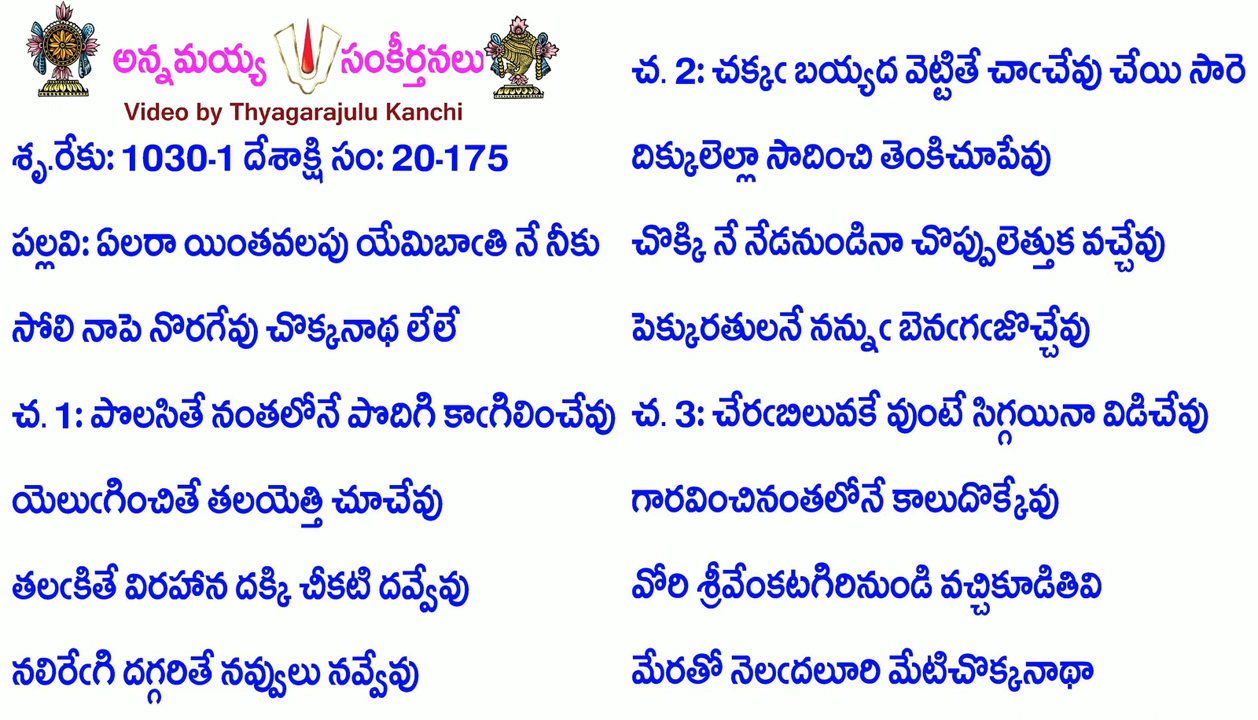 అన్నమయ్య సంకీర్తనలు
Video by Thyagarajulu Kanchi
శృ.రేకు: 1030-1 దేశాక్షి సం: 20-175
పల్లవి: ఏలరా యింతవలపు యేమిబాఁతి నే నీకు
సోలి నాపె నొరగేవు చొక్కనాథ లేలే
చ. 1: పొలసితే నంతలోనే పొదిగి కాఁగిలించేవు
యెలుఁగించితే తలయెత్తి చూచేవు
తలఁకితే విరహాన దక్కి చీకటి దవ్వేవు
నలిరేఁగి దగ్గరితే నవ్వులు నవ్వేవు
చ. 2: చక్కఁ బయ్యద వెట్టితే చాఁచేవు చేయి సారె
దిక్కులెల్లా సాదించి తెంకిచూపేవు
చొక్కి నే నేడనుండినా చొప్పులెత్తుక వచ్చేవు
పెక్కురతులనే నన్నుఁ బెనఁగఁజొచ్చేవు
చ. 3: చేరఁబిలువకే వుంటే సిగ్గయినా విడిచేవు
గారవించినంతలోనే కాలుదొక్కేవు
వోరి శ్రీవేంకటగిరినుండి వచ్చికూడితివి
మేరతో నెలఁదలూరి మేటిచొక్కనాథా